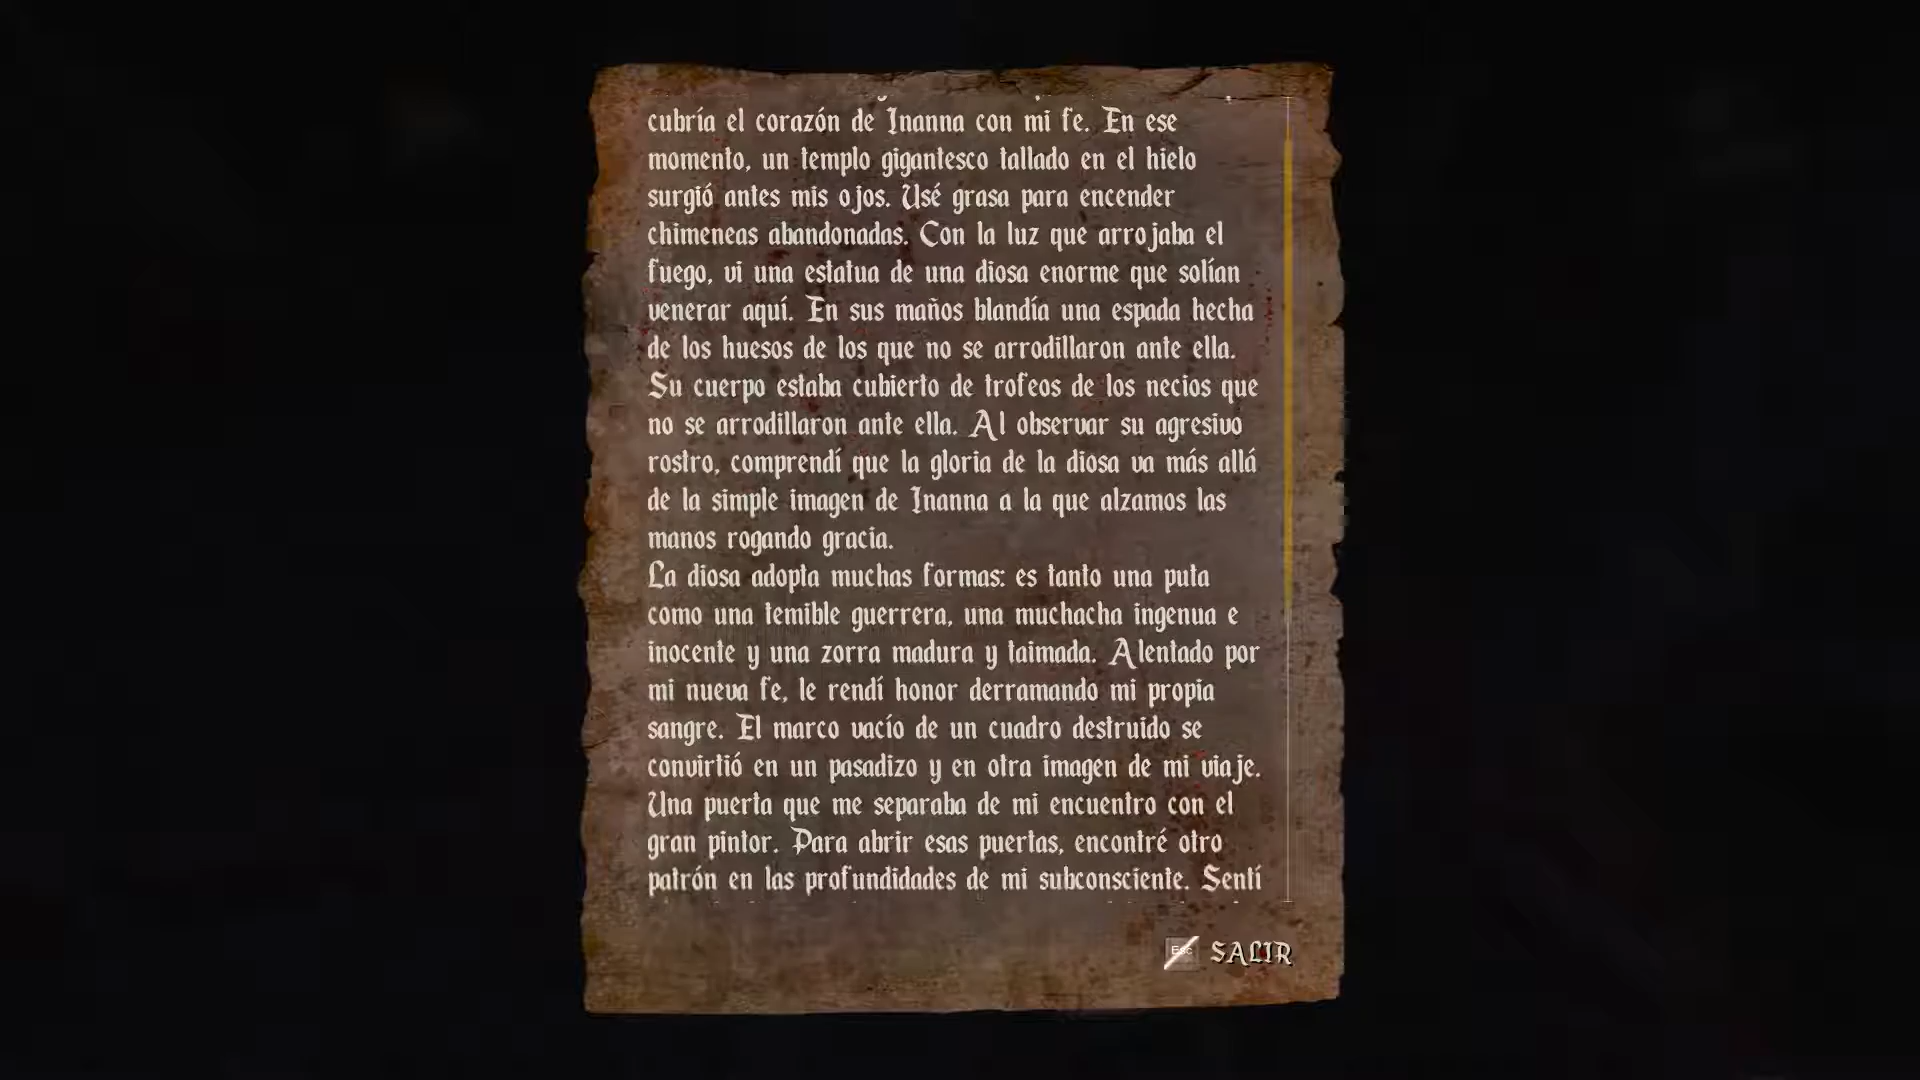 cubría el corazón de Inanna con mi fe. En ese
momento, un templo gigantesco tallado en el hielo
surgió antes mis ojos. Usé grasa para encender
chimeneas abandonadas. Con la luz que arrojaba el
fuego, vi una estatua de una diosa enorme que solían
venerar aquí. En sus maños blandía una espada hecha
de los huesos de los que no se arrodillaron ante ella.
Su cuerpo estaba cubierto de trofeos de los necios que
no se arrodillaron ante ella. Al observar su agresivo
rostro, comprendí que la gloria de la diosa va más allá
de la simple imagen de Inanna a la que alzamos las
manos rogando gracia.
La diosa adopta muchas formas: es tanto una puta
como una temible guerrera, una muchacha ingenua e
inocente y una zorra madura y taimada. Alentado por
mi nueva fe, le rendí honor derramando mi propia
sangre. El marco vacío de un cuadro destruido se
convirtió en un pasadizo y en otra imagen de mi viaje.
Una puerta que me separaba de mi encuentro con el
gran pintor. Para abrir esas puertas, encontré otro
patrón en las profundidades de mi subconsciente. Sentí
Esc SALIR